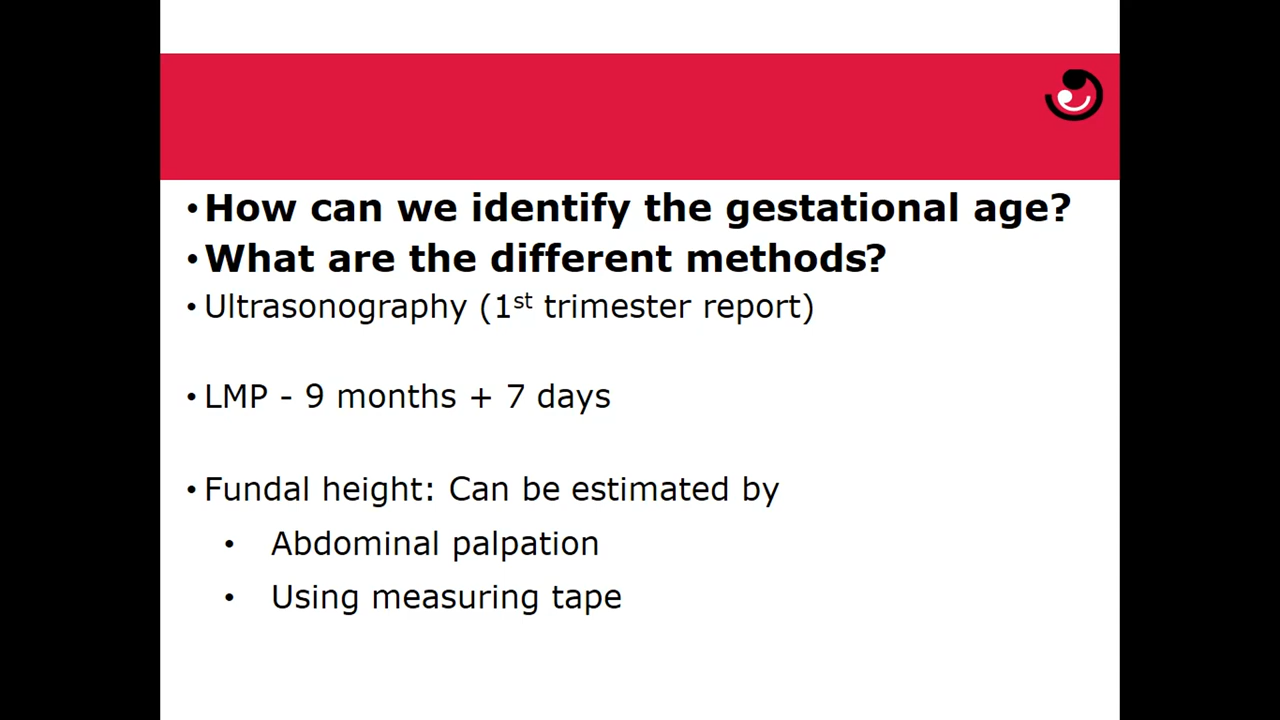 •How can we identify the gestational age?
•What are the different methods?
•Ultrasonography (1st trimester report)
•LMP - 9 months + 7 days
•Fundal height: Can be estimated by
• Abdominal palpation
• Using measuring tape